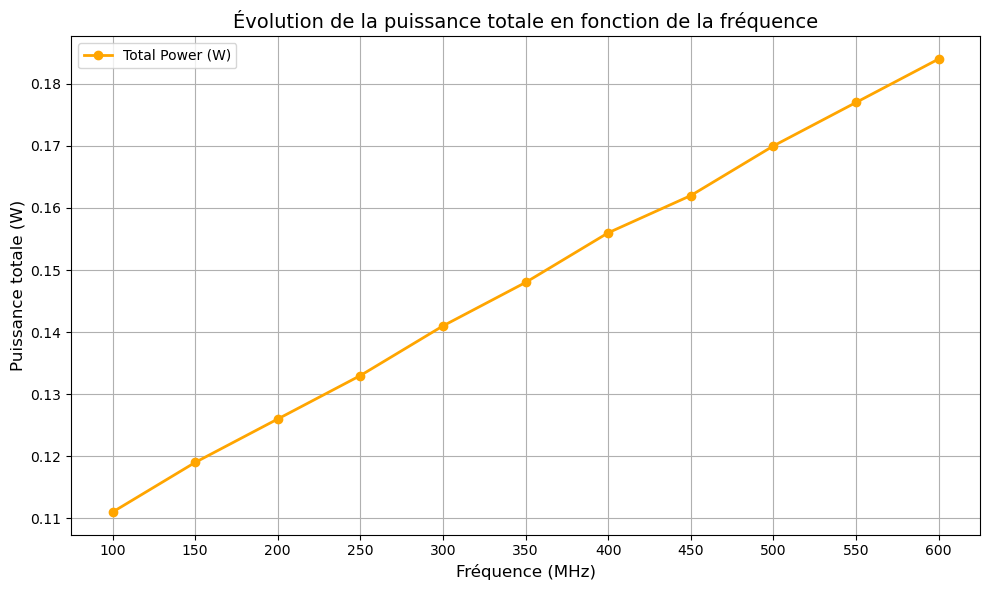 Évolution de la puissance totale en fonction de la fréquence
Total Power (W)
Puissance totale (W)
0.18
0.17
0.16
0.15
0.14
0.13
0.12
0.11
100 150 200 250 300 350 400 450 500 550 600
Fréquence (MHz)